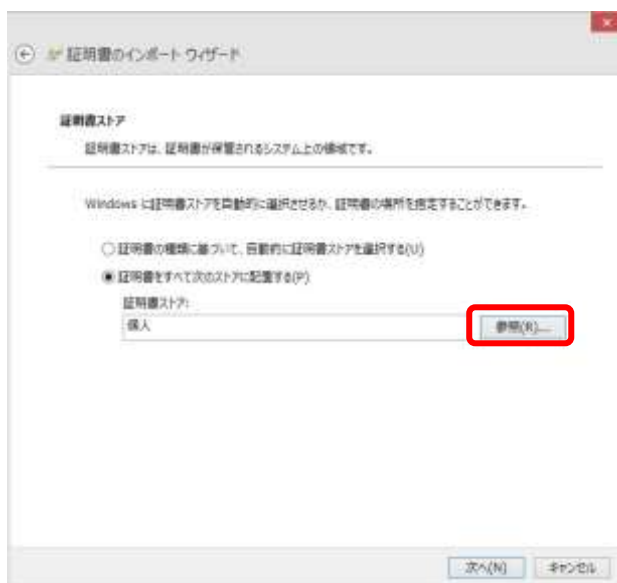 証明書のインポート ウィザード
証明書ストア
証明書ストアは、証明書が保管されるシステム上の領域です。
Windows に証明書ストアを自動的に選択させるか、証明書の場所を指定することができます。
証明書の種類に基づいて、自動的に証明書ストアを選択する(U)
証明書をすべて次のストアに配置する(P)
証明書ストア:
個人
参照(R)...
次へ(N)
キャンセル